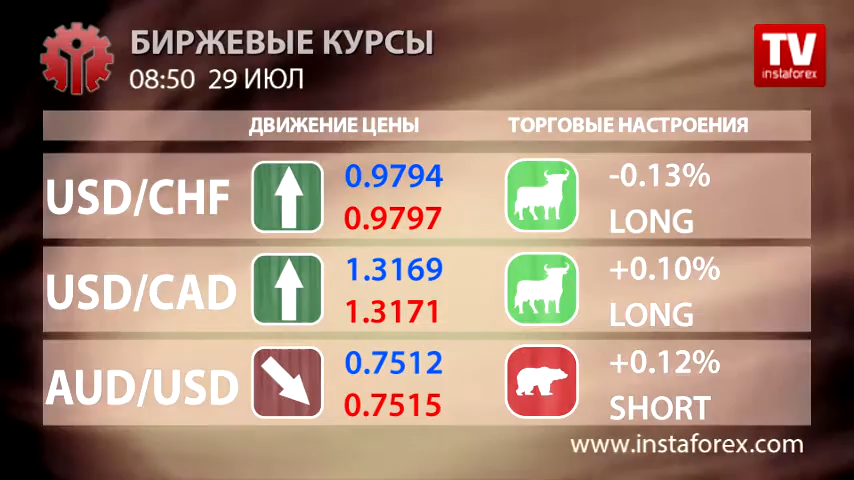 БИРЖЕВЫЕ КУРСЫ
08:50 29 ИЮЛ
TV
instaforex
ДВИЖЕНИЕ ЦЕНЫ ТОРГОВЫЕ НАСТРОЕНИЯ
USD/CHF
0.9794
0.9797
-0.13%
LONG
USD/CAD
1.3169
1.3171
+0.10%
LONG
AUD/USD
0.7512
0.7515
+0.12%
SHORT
www.instaforex.com